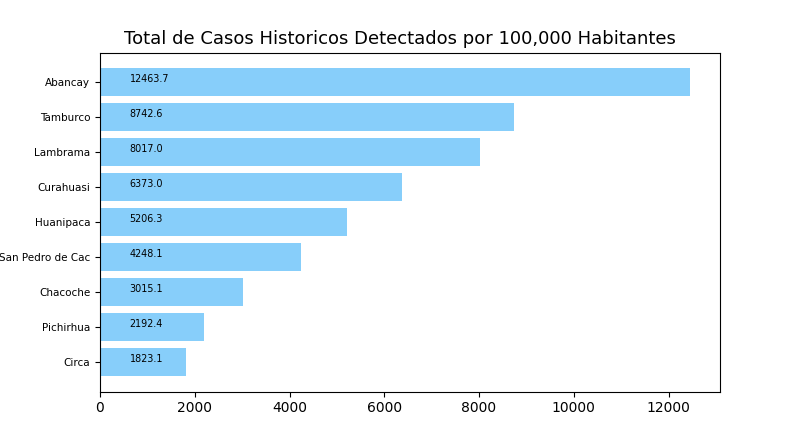 Total de Casos Historicos Detectados por 100,000 Habitantes
Abancay 12463.7
Tamburco 8742.6
Lambrama 8017.0
Curahuasi 6373.0
Huanipaca 5206.3
San Pedro de Cac 4248.1
Chacoche 3015.1
Pichirhua 2192.4
Circa 1823.1
0 2000 4000 6000 8000 10000 12000